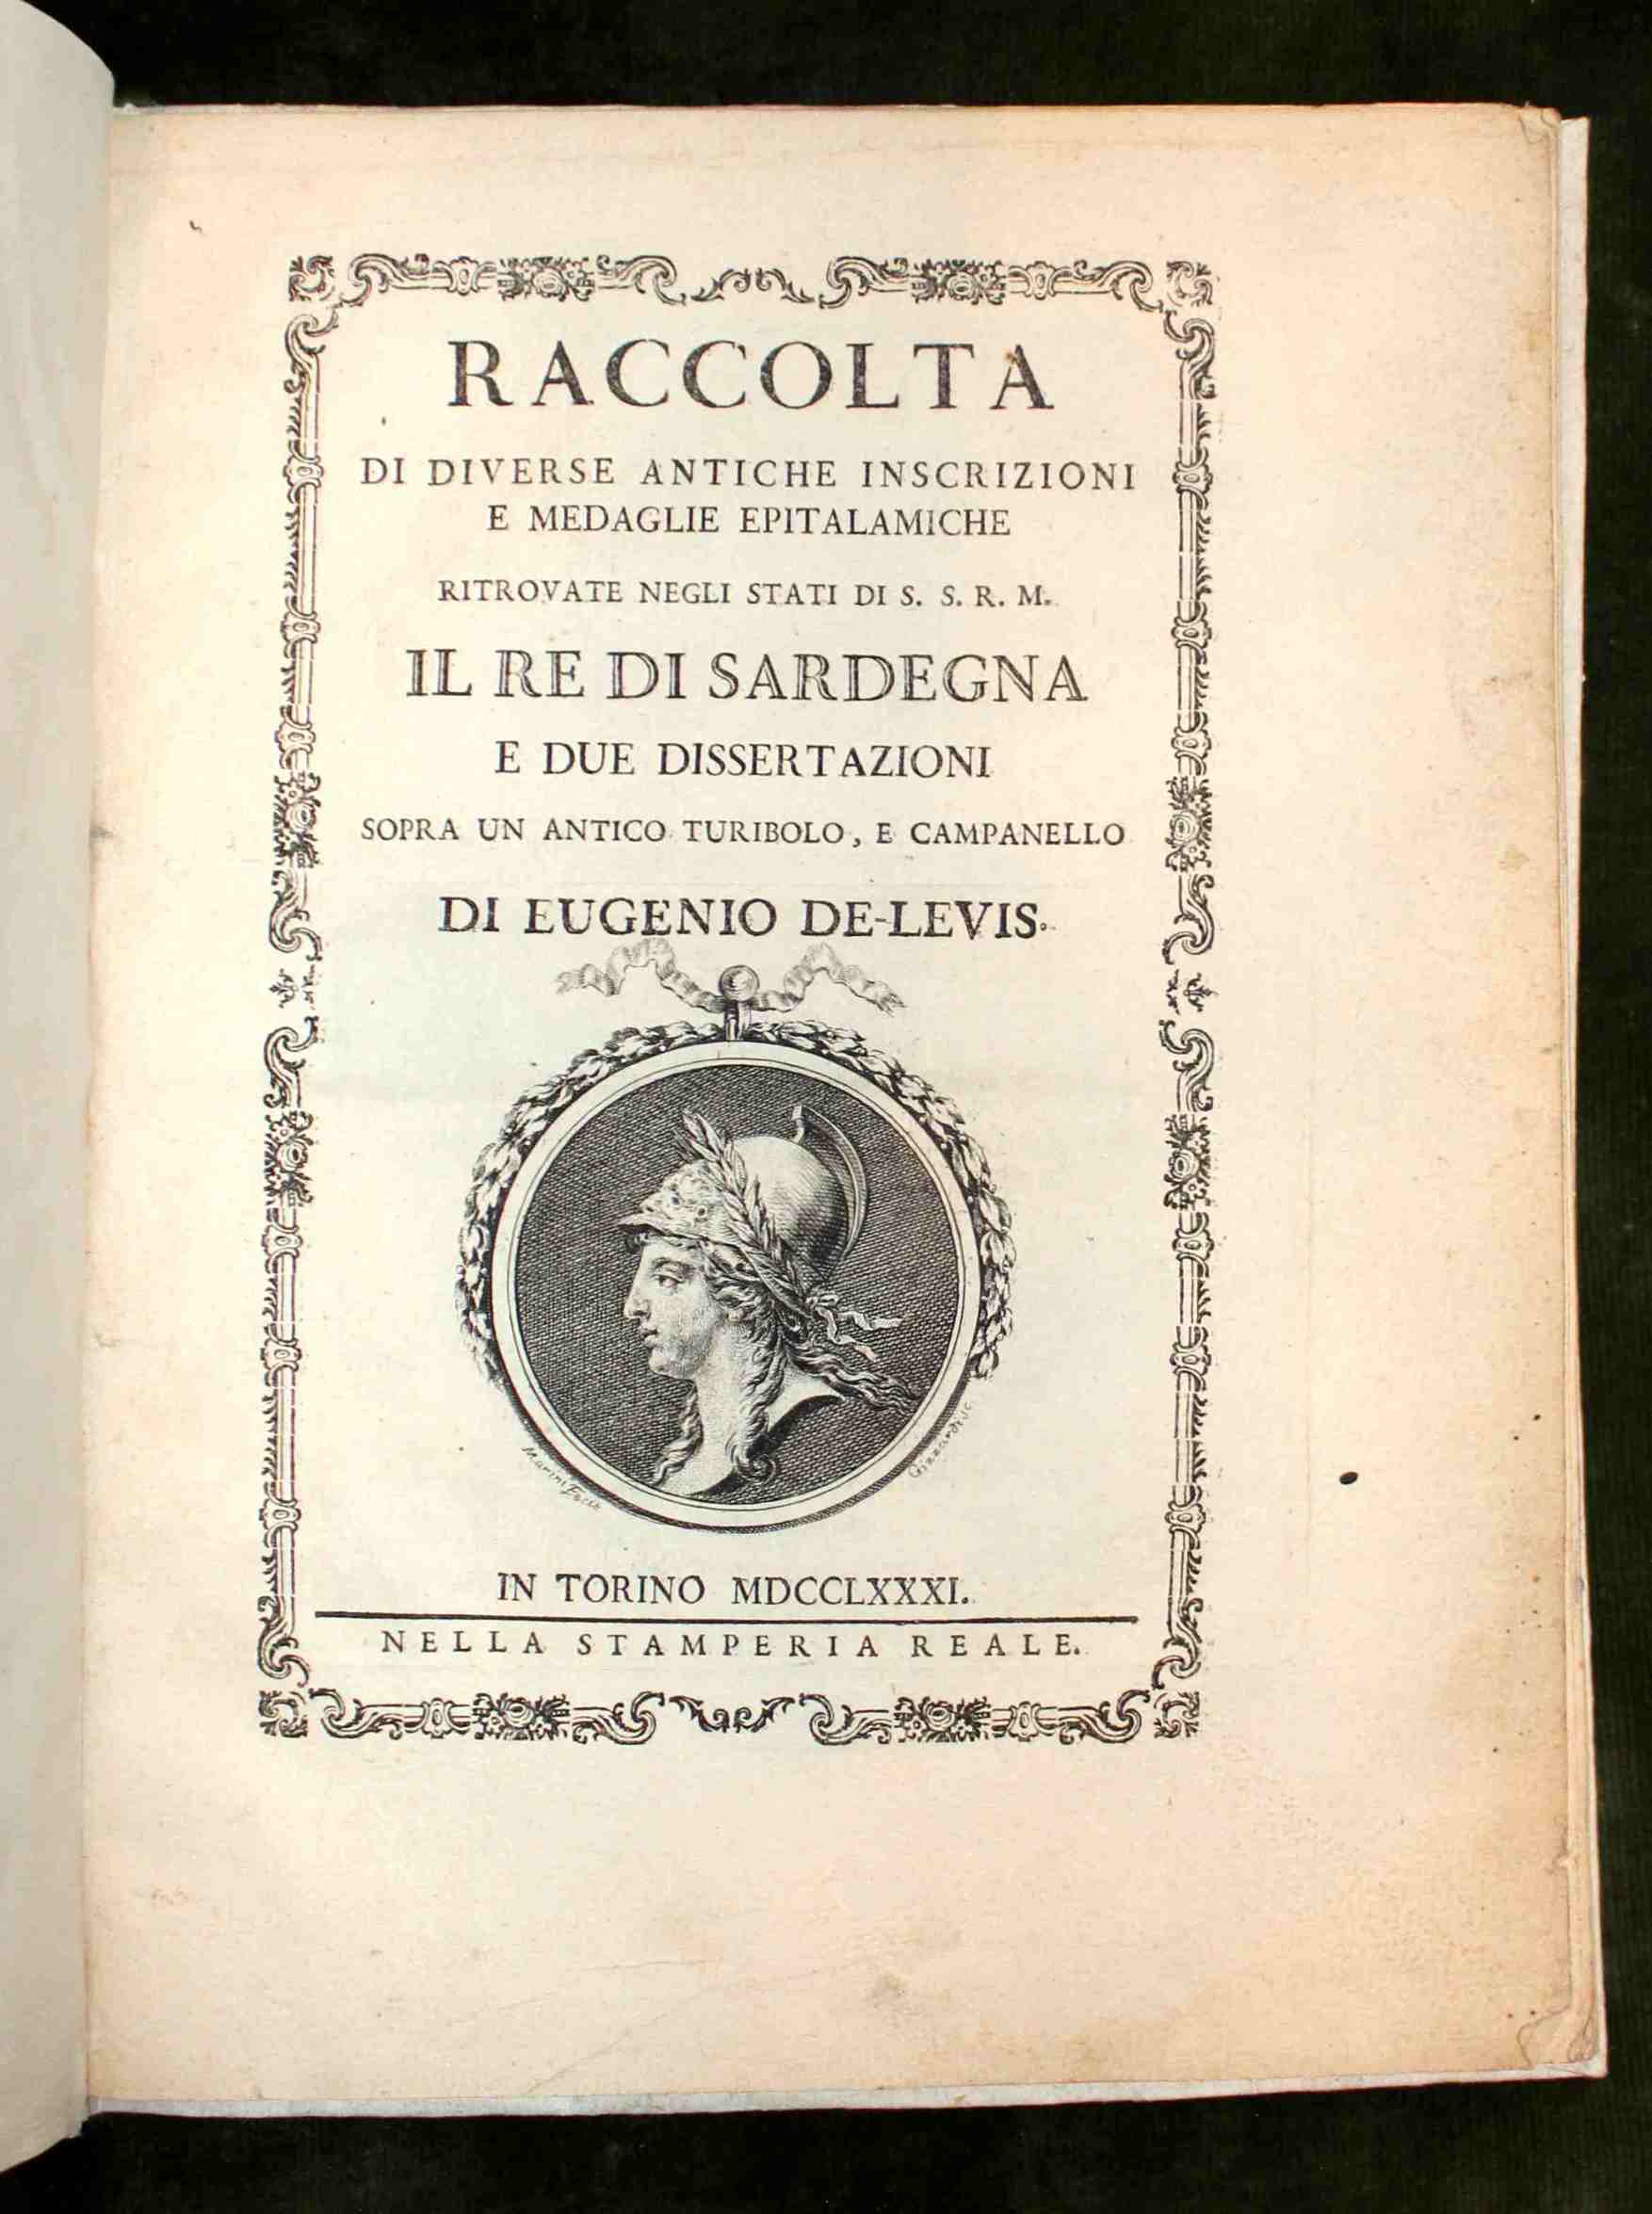 RACCOLTA
DI DIVERSE ANTICHE INSCRIZIONI
E MEDAGLIE EPITALAMICHE
RITROVATE NEGLI STATI DI S. S. R. M.
IL RE DI SARDEGNA
E DUE DISSERTAZIONI
SOPRA UN ANTICO TURIBOLO, E CAMPANELLO
DI EUGENIO DE-LEVIS.
IN TORINO MDCCLXXXI.
NELLA STAMPERIA REALE.